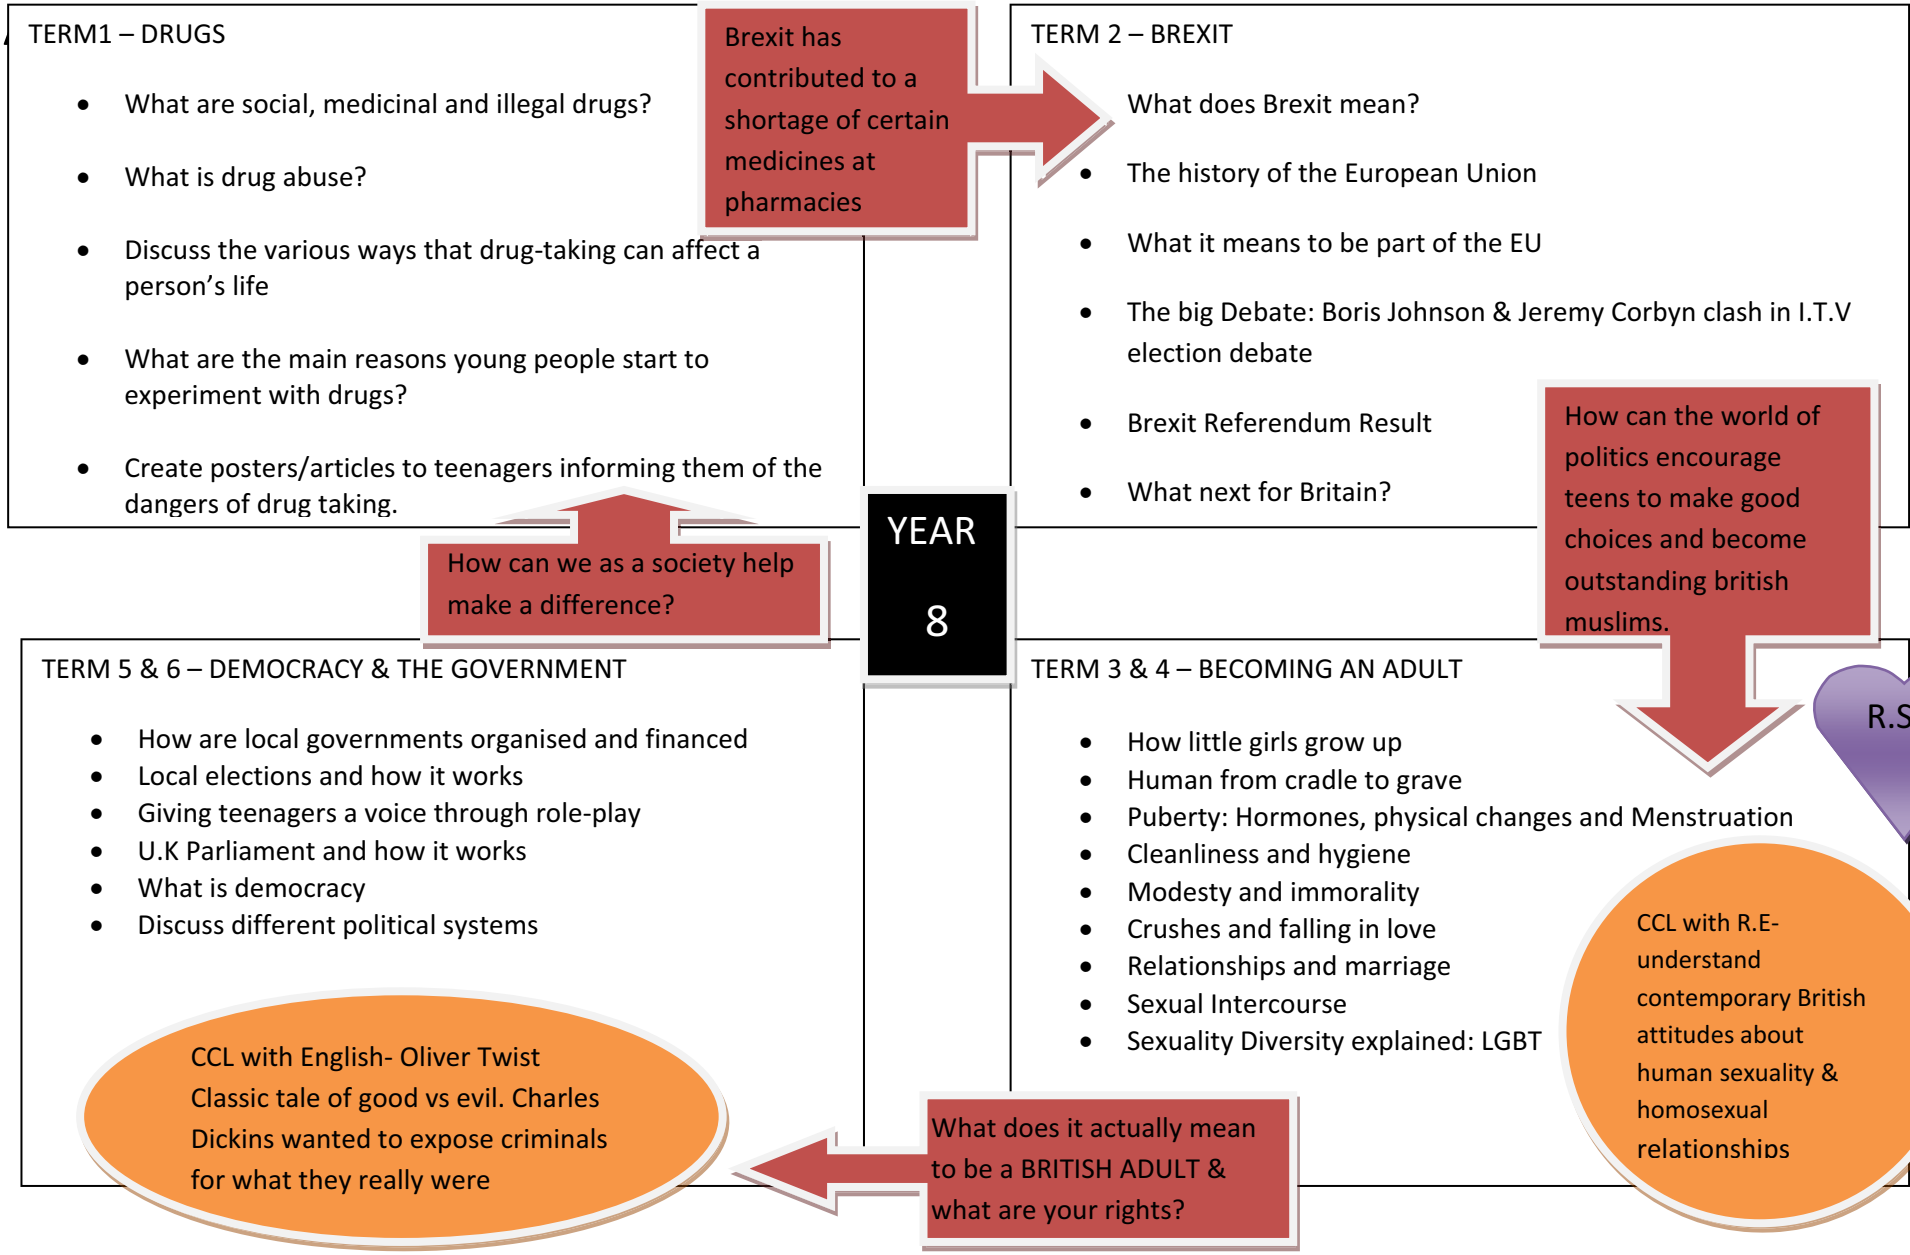 TERM1 – DRUGS
• What are social, medicinal and illegal drugs?
• What is drug abuse?
• Discuss the various ways that drug-taking can affect a
person’s life
• What are the main reasons young people start to
experiment with drugs?
• Create posters/articles to teenagers informing them of the
dangers of drug taking.
Brexit has
contributed to a
shortage of certain
medicines at
pharmacies
TERM 2 – BREXIT
What does Brexit mean?
• The history of the European Union
• What it means to be part of the EU
• The big Debate: Boris Johnson & Jeremy Corbyn clash in I.T.V
election debate
• Brexit Referendum Result
• What next for Britain?
How can the world of
politics encourage
teens to make good
choices and become
outstanding british
muslims.
YEAR
8
How can we as a society help
make a difference?
TERM 3 & 4 – BECOMING AN ADULT
• How little girls grow up
• Human from cradle to grave
• Puberty: Hormones, physical changes and Menstruation
• Cleanliness and hygiene
• Modesty and immorality
• Crushes and falling in love
• Relationships and marriage
• Sexual Intercourse
• Sexuality Diversity explained: LGBT
R.S
CCL with R.E-
understand
contemporary British
attitudes about
human sexuality &
homosexual
relationships
What does it actually mean
to be a BRITISH ADULT &
what are your rights?
TERM 5 & 6 – DEMOCRACY & THE GOVERNMENT
• How are local governments organised and financed
• Local elections and how it works
• Giving teenagers a voice through role-play
• U.K Parliament and how it works
• What is democracy
• Discuss different political systems
CCL with English- Oliver Twist
Classic tale of good vs evil. Charles
Dickins wanted to expose criminals
for what they really were